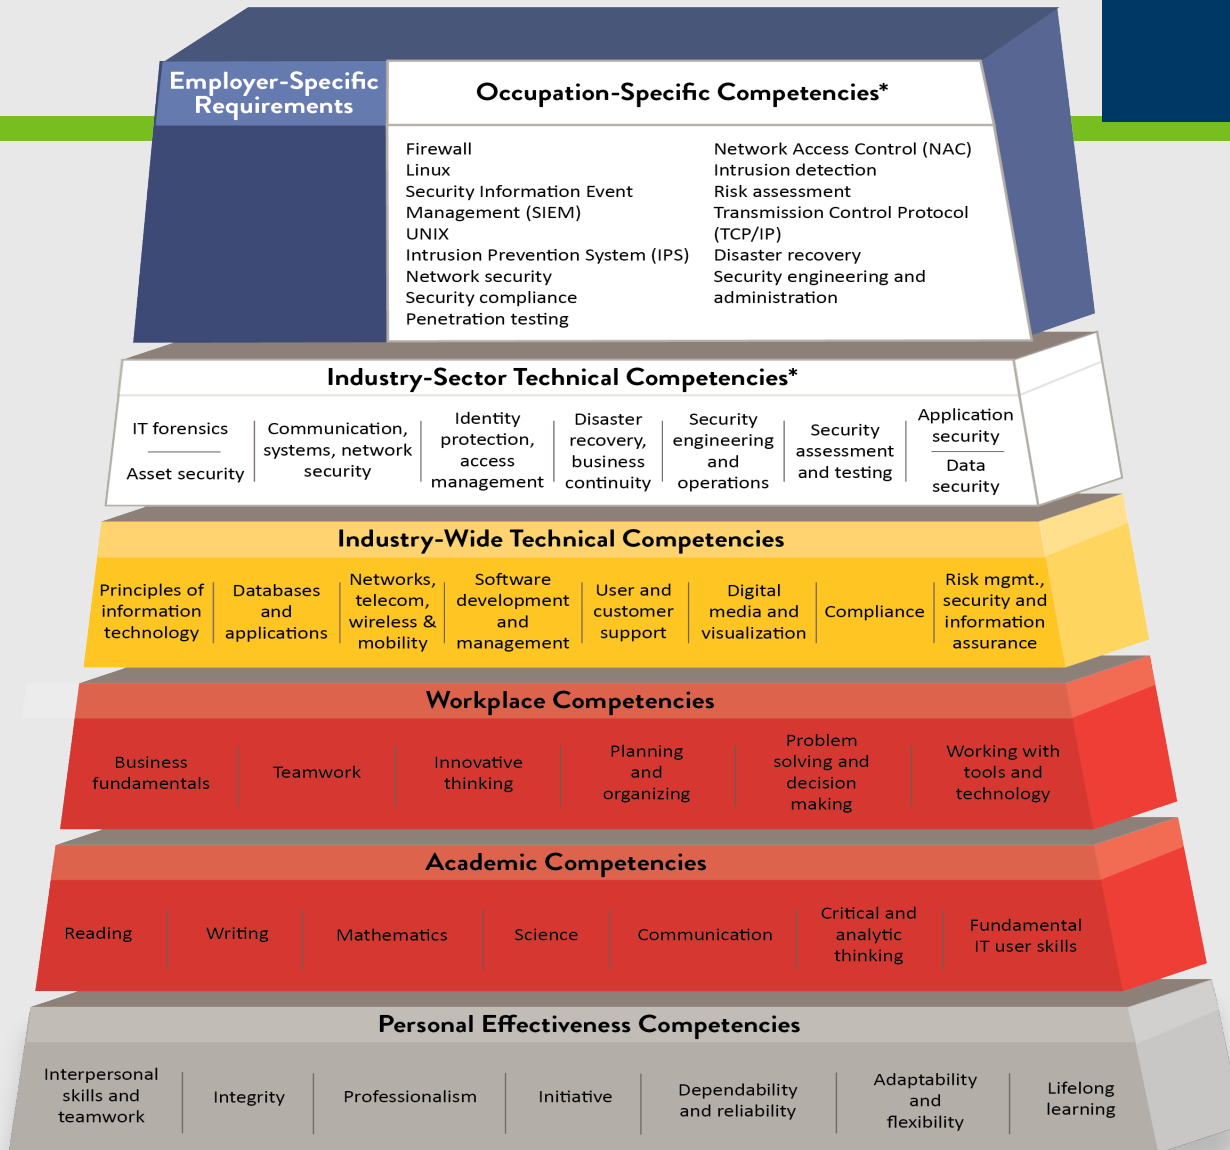 Employer-Specific
Requirements
Occupation-Specific Competencies*
Firewall
Linux
Security Information Event
Management (SIEM)
UNIX
Intrusion Prevention System (IPS)
Network security
Security compliance
Penetration testing
Network Access Control (NAC)
Intrusion detection
Risk assessment
Transmission Control Protocol
(TCP/IP)
Disaster recovery
Security engineering and
administration
Industry-Sector Technical Competencies*
IT forensics
Asset security
Communication,
systems, network
security
Identity
protection,
access
management
Disaster
recovery,
business
continuity
Security
engineering
and
operations
Security
assessment
and testing
Application
security
Data
security
Industry-Wide Technical Competencies
Principles of
information
technology
Databases
and
applications
Networks,
telecom,
wireless &
mobility
Software
development
and
management
User and
customer
support
Digital
media and
visualization
Compliance
Risk mgmt.,
security and
information
assurance
Workplace Competencies
Business
fundamentals
Teamwork
Innovative
thinking
Planning
and
organizing
Problem
solving and
decision
making
Working with
tools and
technology
Academic Competencies
Reading
Writing
Mathematics
Science
Communication
Critical and
analytic
thinking
Fundamental
IT user skills
Personal Effectiveness Competencies
Interpersonal
skills and
teamwork
Integrity
Professionalism
Initiative
Dependability
and reliability
Adaptability
and
flexibility
Lifelong
learning